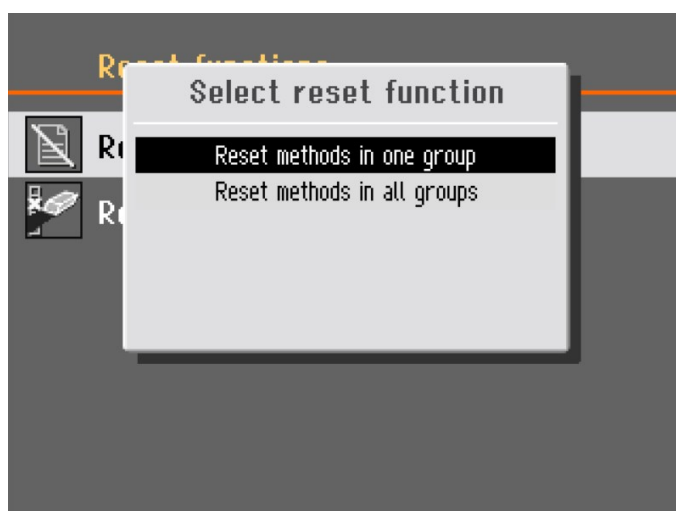 Select reset function
Reset methods in one group
Reset methods in all groups